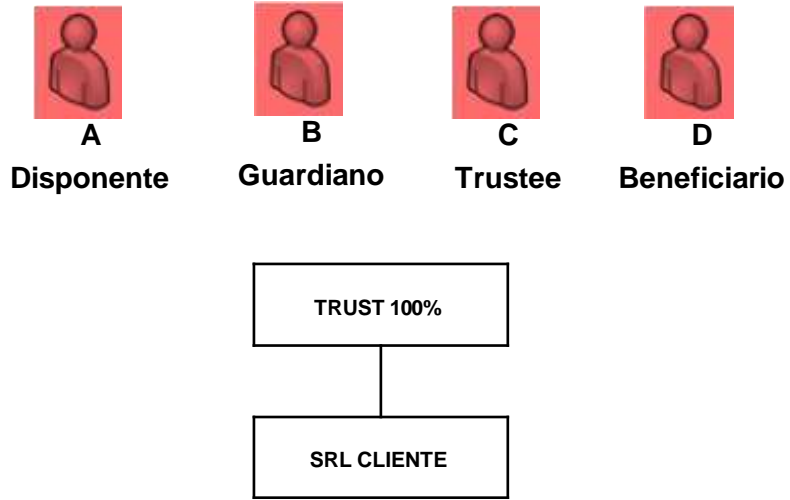 A
B
C
D
Disponente
Guardiano
Trustee
Beneficiario
TRUST 100%
SRL CLIENTE